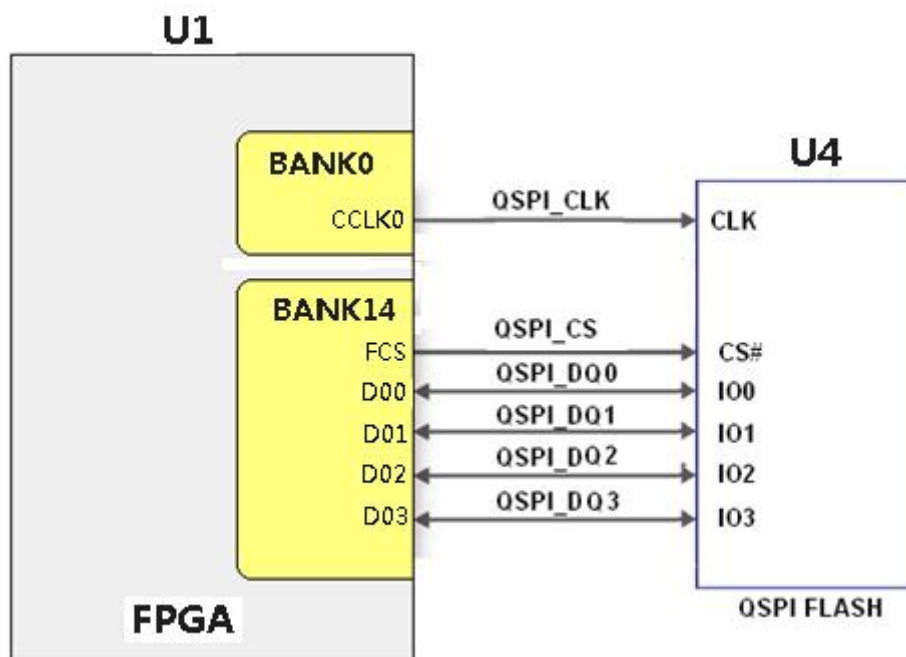 U1
U4
BANK0
QSPI_CLK
CCLK0
CLK
BANK14
QSPI_CS
FCS
CS#
QSPI_DQ0
D00
IO0
QSPI_DQ1
D01
IO1
QSPI_DQ2
D02
IO2
QSPI_DQ3
D03
IO3
FPGA
QSPI FLASH